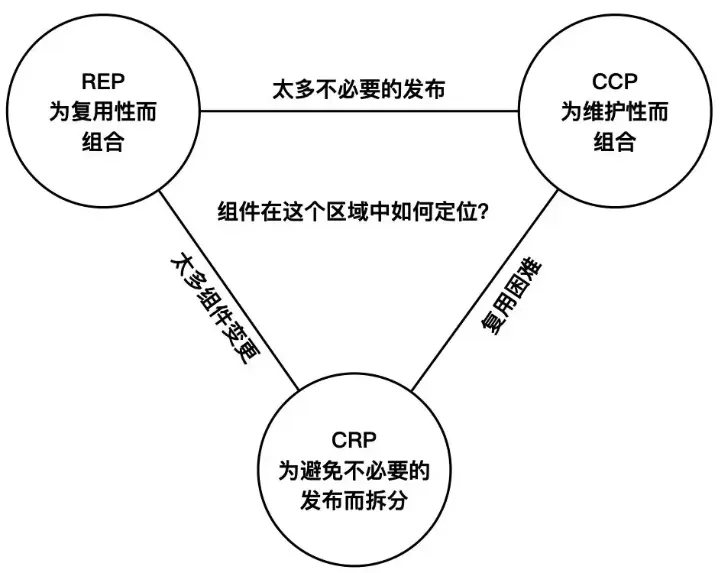 REP
为复用性而
组合
太多不必要的发布
CCP
为维护性而
组合
组件在这个区域中如何定位？
太多组件变更
复用困难
CRP
为避免不必要的
发布而拆分